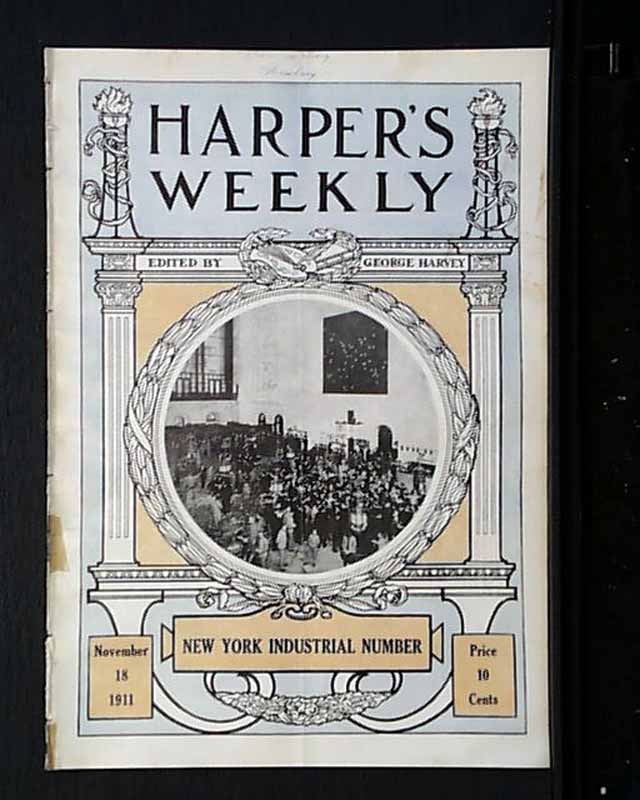 HARPER'S
WEEKLY
EDITED BY GEORGE HARVEY
NEW YORK INDUSTRIAL NUMBER
November
18
1911
Price
10
Cents